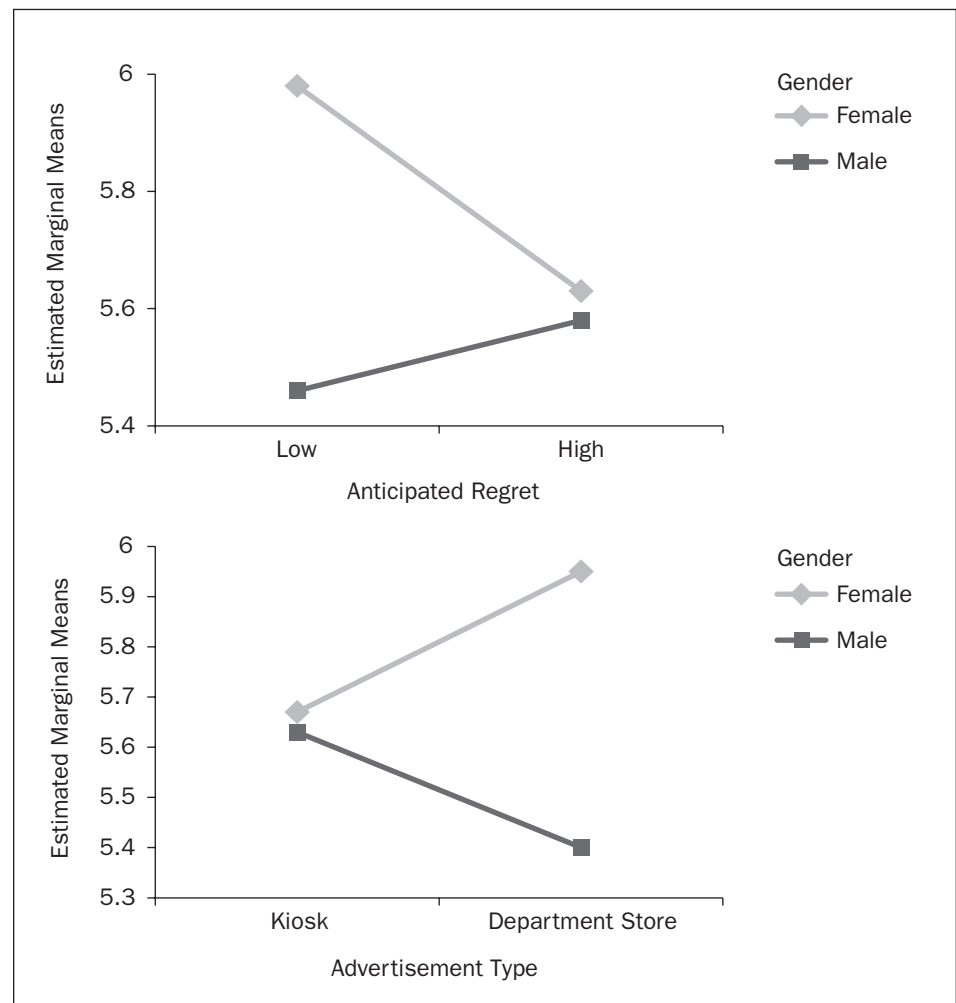 Estimated Marginal Means
6
5.8
5.6
5.4
Low
High
Anticipated Regret
Gender
Female
Male
Estimated Marginal Means
6
5.9
5.8
5.7
5.6
5.5
5.4
5.3
Kiosk
Department Store
Advertisement Type
Gender
Female
Male